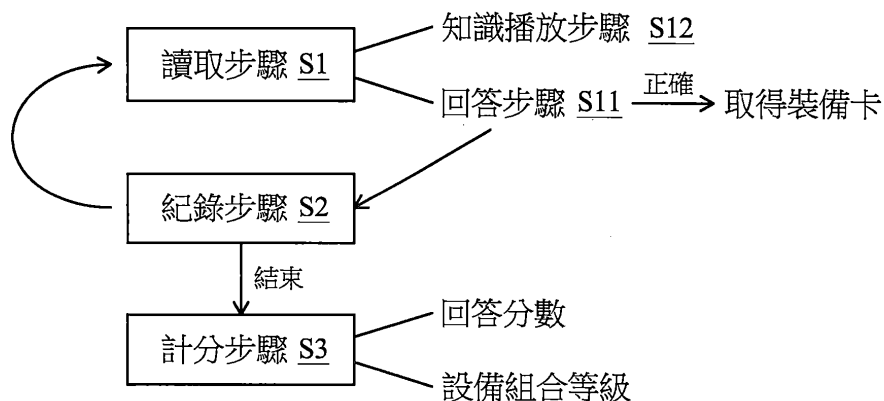 知識播放步驟 S12
讀取步驟 S1
正確
回答步驟 S11
取得裝備卡
紀錄步驟 S2
結束
回答分數
計分步驟 S3
設備組合等級